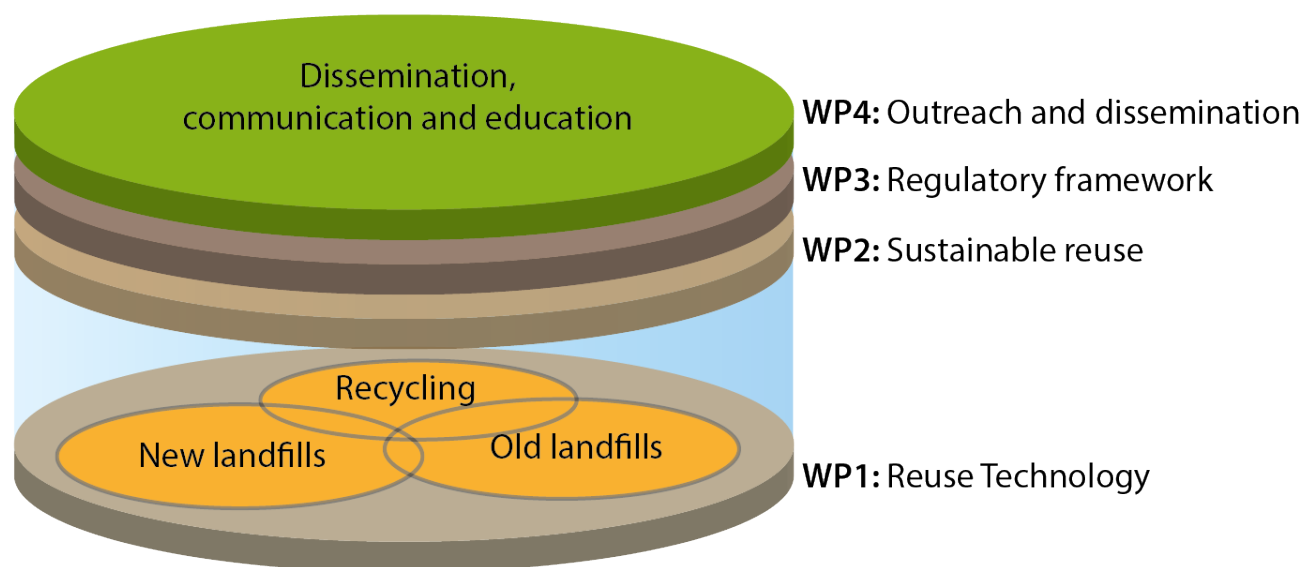 Dissemination,
communication and education
WP4: Outreach and dissemination
WP3: Regulatory framework
WP2: Sustainable reuse
Recycling
New landfills
Old landfills
WP1: Reuse Technology